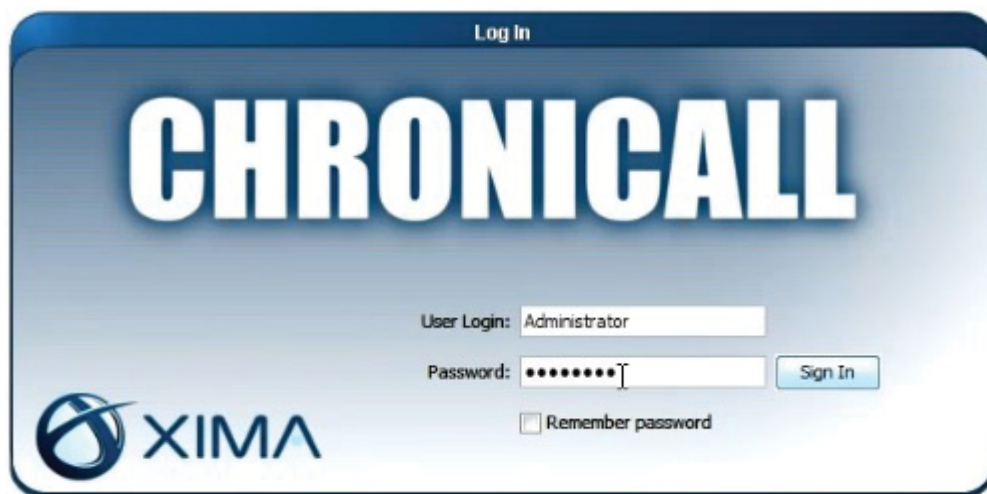 Log In
CHRONICALL
User Login: Administrator
Password: ●●●●●●●●
Sign In
Remember password
XIMA